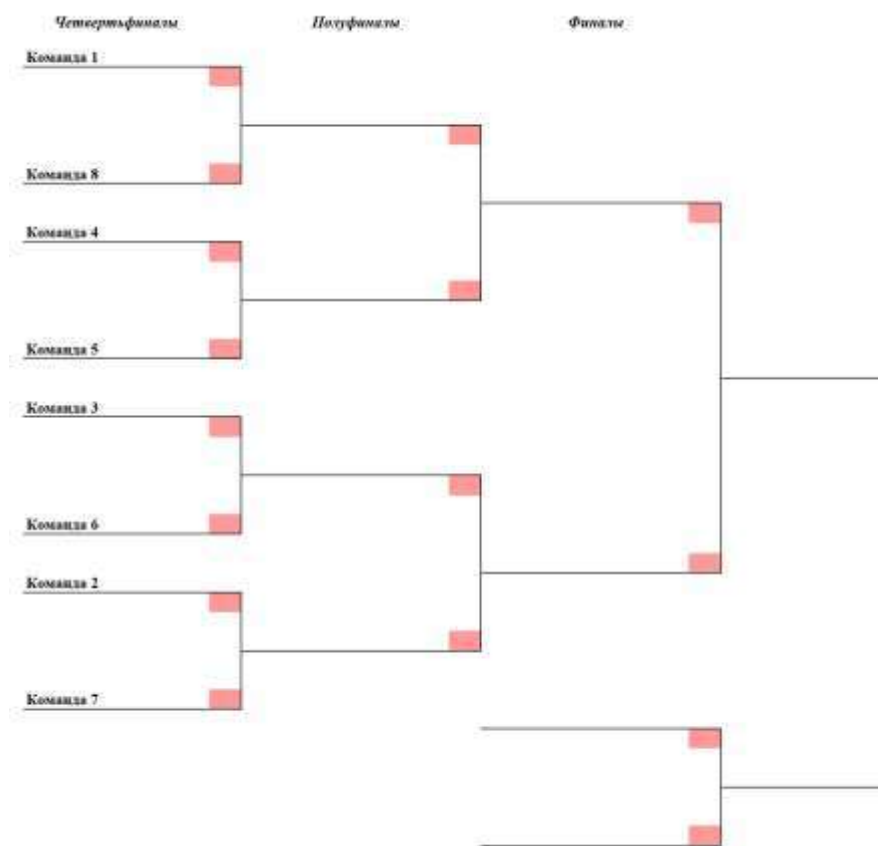 Четвертьфиналы Полуфиналы Финалы
Команда 1
Команда 8
Команда 4
Команда 5
Команда 3
Команда 6
Команда 2
Команда 7